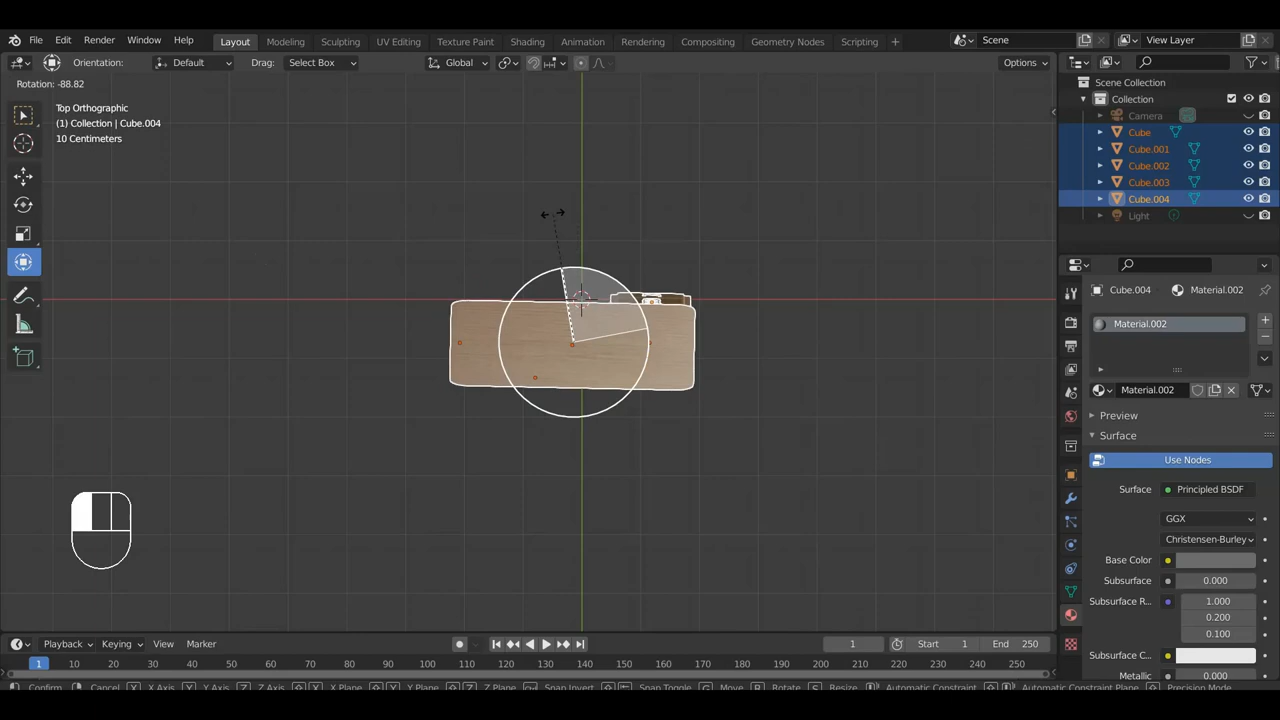 File Edit Render Window Help Layout Modeling Sculpting UV Editing Texture Paint Shading Animation Rendering Compositing Geometry Nodes Scripting + Scene View Layer
Orientation: Default Drag: Select Box Global Options
Rotation: -88.82
Top Orthographic
(1) Collection | Cube.004
10 Centimeters
Scene Collection
Collection
Camera
Cube
Cube.001
Cube.002
Cube.003
Cube.004
Light
Cube.004 Material.002
Material.002
Material.002
Preview
Surface
Use Nodes
Surface Principled BSDF
GGX
Christensen-Burley
Base Color
Subsurface 0.000
Subsurface R... 1.000
0.200
0.100
Subsurface C...
Metallic 0.000
Playback Keying View Marker 1 Start 1 End 250
1 10 20 30 40 50 60 70 80 90 100 110 120 130 140 150 160 170 180 190 200 210 220 230 240 250
Confirm Cancel X X Axis Y Y Axis Z Z Axis X X Plane Y Y Plane Z Z Plane Snap Invert Snap Toggle G Move R Rotate S Resize Automatic Constraint Automatic Constraint Plane Precision Mode